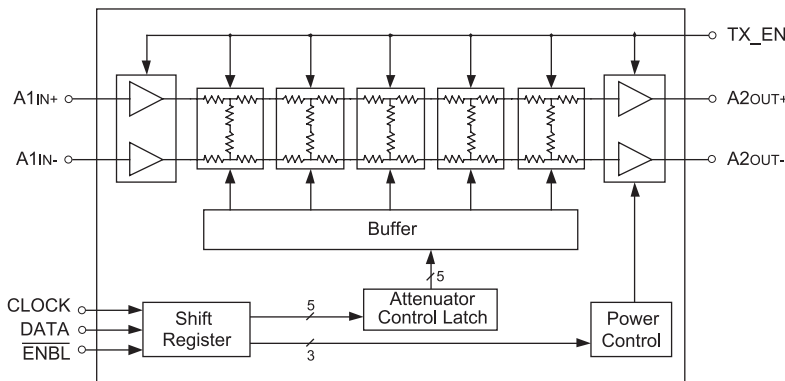 TX_EN
A1IN+
A2OUT+
A1IN-
A2OUT-
Buffer
5
CLOCK
DATA
ENBL
Shift
Register
5
3
Attenuator
Control Latch
Power
Control